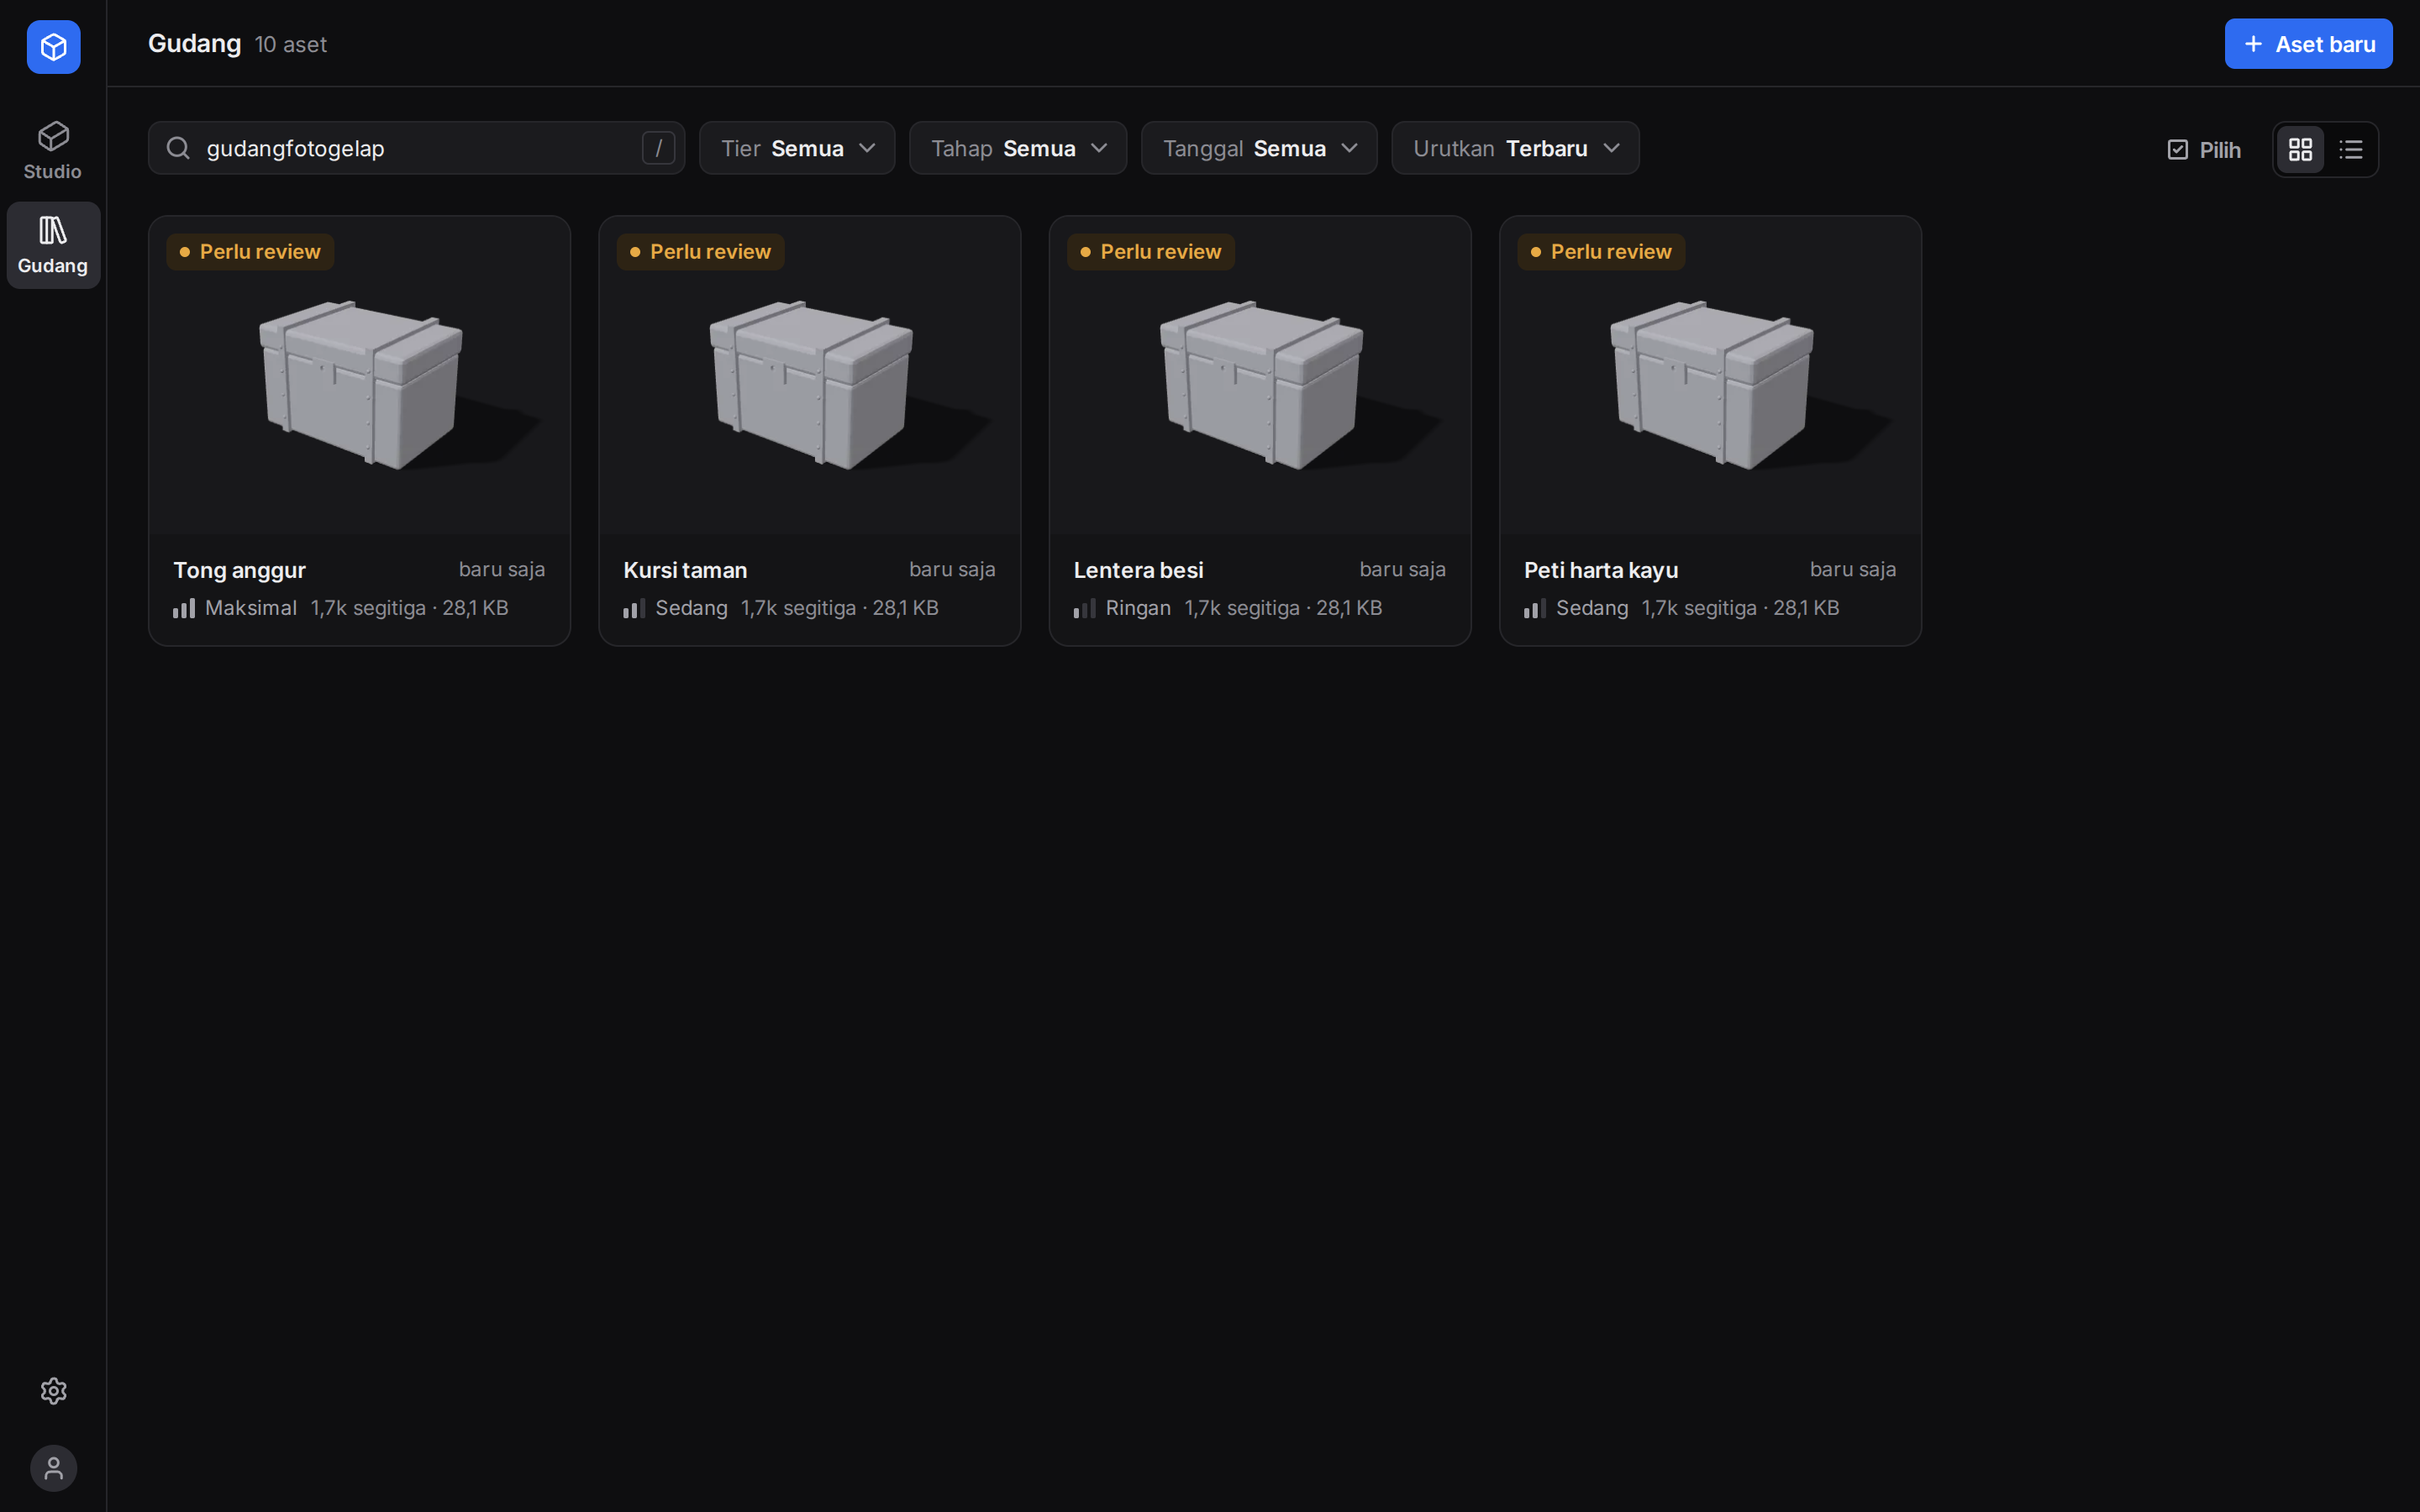 Gudang 10 aset
+ Aset baru
Studio
Gudang
gudangfotogelap /
Tier Semua
Tahap Semua
Tanggal Semua
Urutkan Terbaru
Pilih
Perlu review
Tong anggur baru saja
Maksimal 1,7k segitiga · 28,1 KB
Perlu review
Kursi taman baru saja
Sedang 1,7k segitiga · 28,1 KB
Perlu review
Lentera besi baru saja
Ringan 1,7k segitiga · 28,1 KB
Perlu review
Peti harta kayu baru saja
Sedang 1,7k segitiga · 28,1 KB